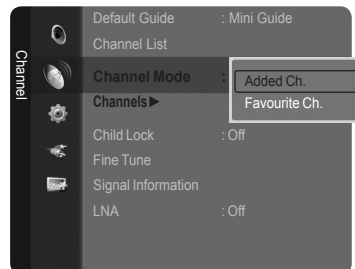 Channel
Default Guide : Mini Guide
Channel List
Channel Mode :
Added Ch.
Channels►
Favourite Ch.
Child Lock : Off
Fine Tune
Signal Information
LNA : Off